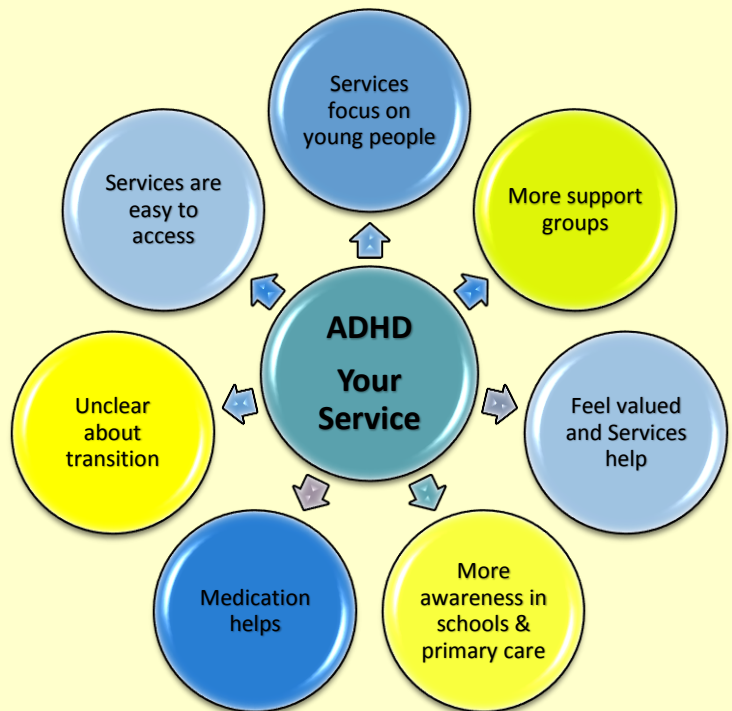 Services
focus on
young people
Services are
easy to
access
More support
groups
ADHD
Your
Service
Unclear
about
transition
Feel valued
and Services
help
Medication
helps
More
awareness in
schools &
primary care